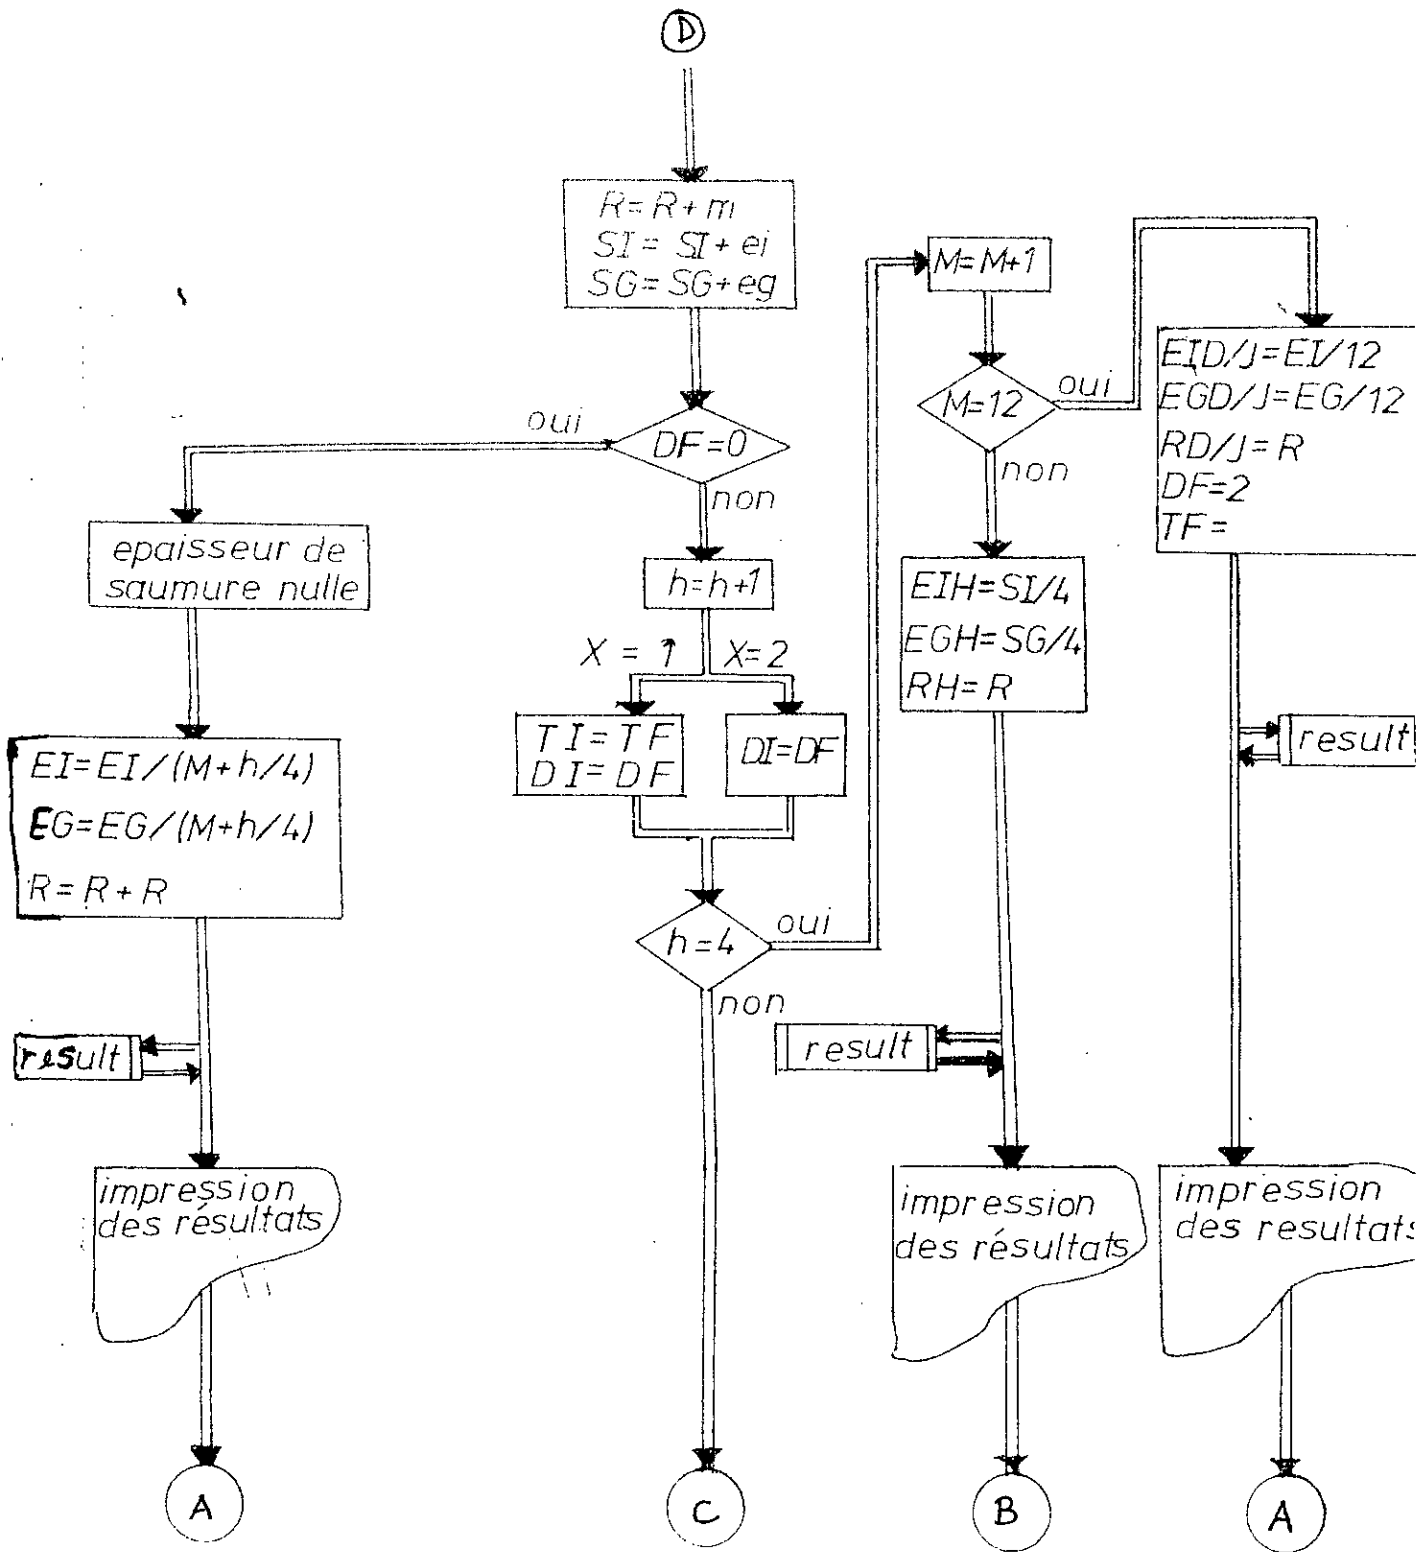 D
R=R+m
SI=SI+ei
SG=SG+eg
DF=0
oui
non
epaisseur de
saumure nulle
EI=EI/(M+h/4)
EG=EG/(M+h/4)
R=R+R
result
impression
des résultats
A
h=h+1
X = 1
X=2
TI=TF
DI=DF
DI=DF
h=4
oui
non
C
M=M+1
M=12
oui
non
EIH=SI/4
EGH=SG/4
RH=R
result
impression
des résultats
B
EID/J=EI/12
EGD/J=EG/12
RD/J=R
DF=2
TF=
result
impression
des resultats
A